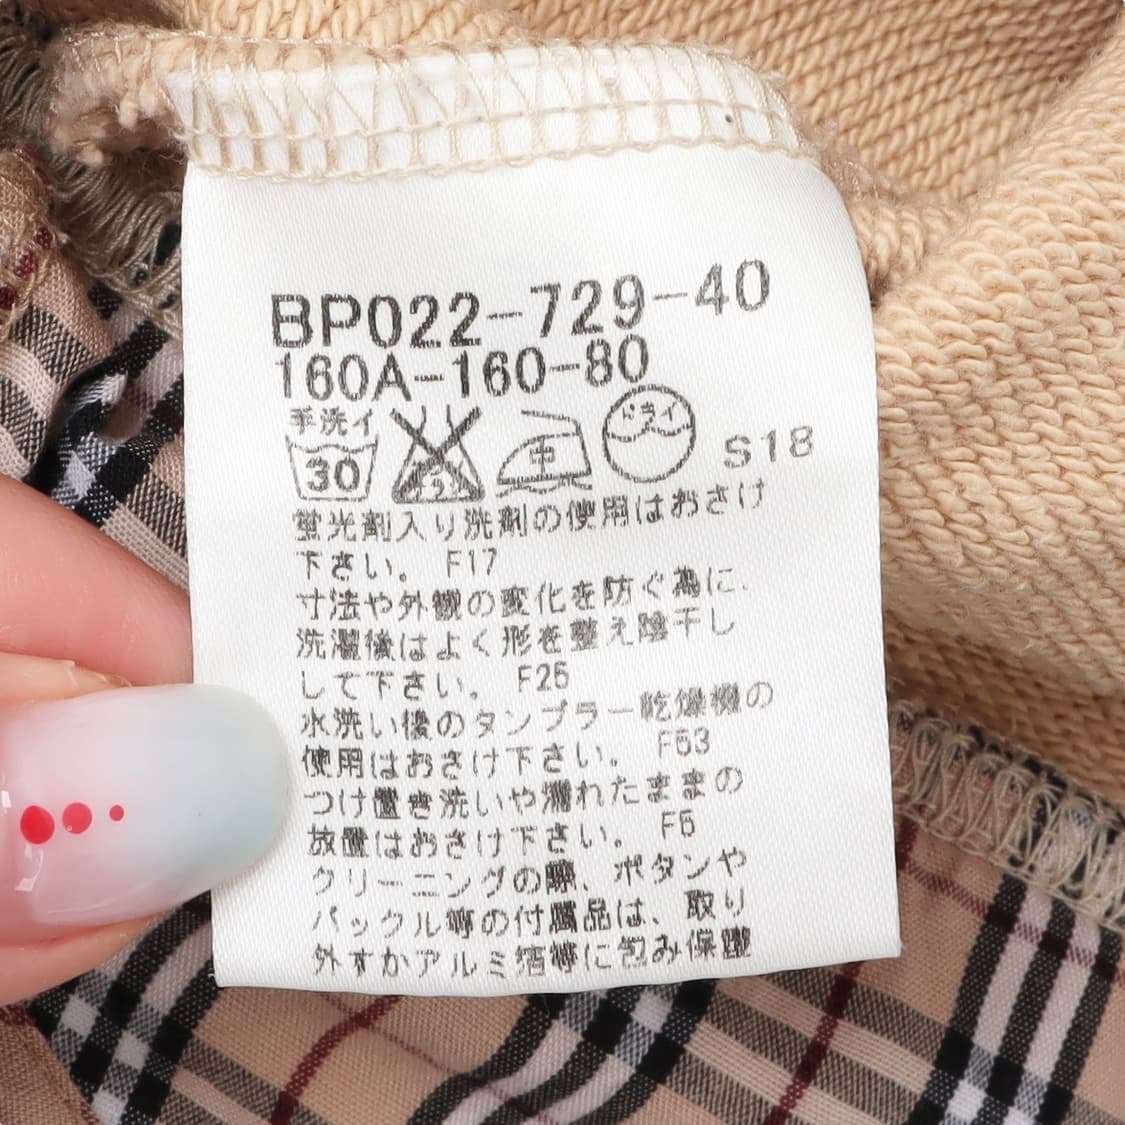 BP022-729-40
160A-160-80
手洗イ
30
エンソ
サラシ
中
ドライ
S18
蛍光剤入り洗剤の使用はおさけ
下さい。 F17
寸法や外観の変化を防ぐ為に、
洗濯後はよく形を整え陰干し
して下さい。 F25
水洗い後のタンブラー乾燥機の
使用はおさけ下さい。 F53
つけ置き洗いや濡れたままの
放置はおさけ下さい。 F5
クリーニングの際、ボタンや
バックル等の付属品は、取り
外すかアルミ箔等に包み保護